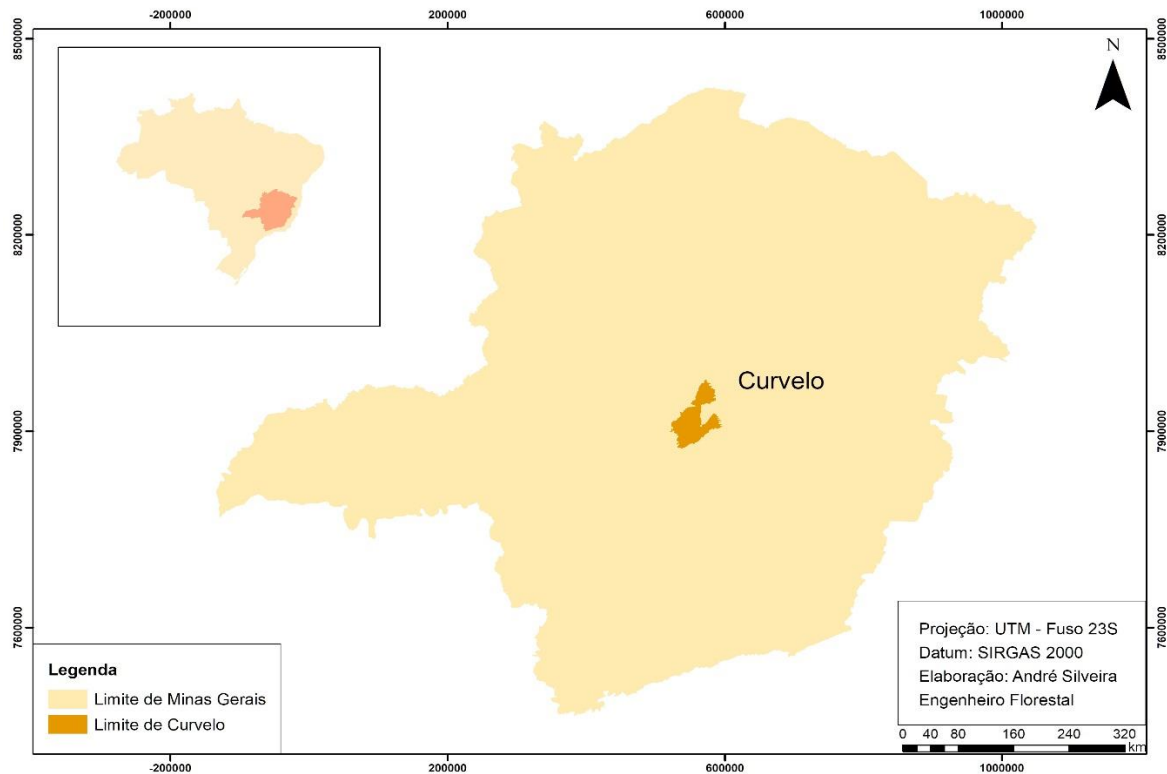 -200000
200000
600000
1000000
8500000
8500000
N
8200000
8200000
Curvelo
7900000
7900000
7600000
7600000
Projeção: UTM - Fuso 23S
Datum: SIRGAS 2000
Elaboração: André Silveira
Engenheiro Florestal
0 40 80 160 240 320
km
Legenda
Limite de Minas Gerais
Limite de Curvelo
-200000
200000
600000
1000000